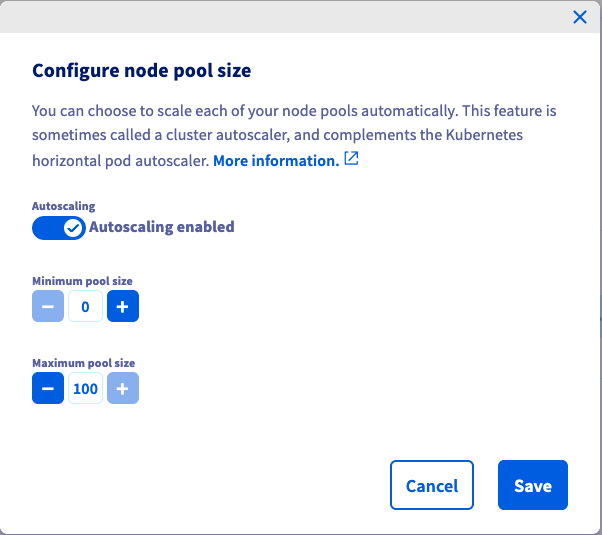 Configure node pool size
You can choose to scale each of your node pools automatically. This feature is
sometimes called a cluster autoscaler, and complements the Kubernetes
horizontal pod autoscaler. More information.
Autoscaling
Autoscaling enabled
Minimum pool size
− 0 +
Maximum pool size
− 100 +
Cancel Save